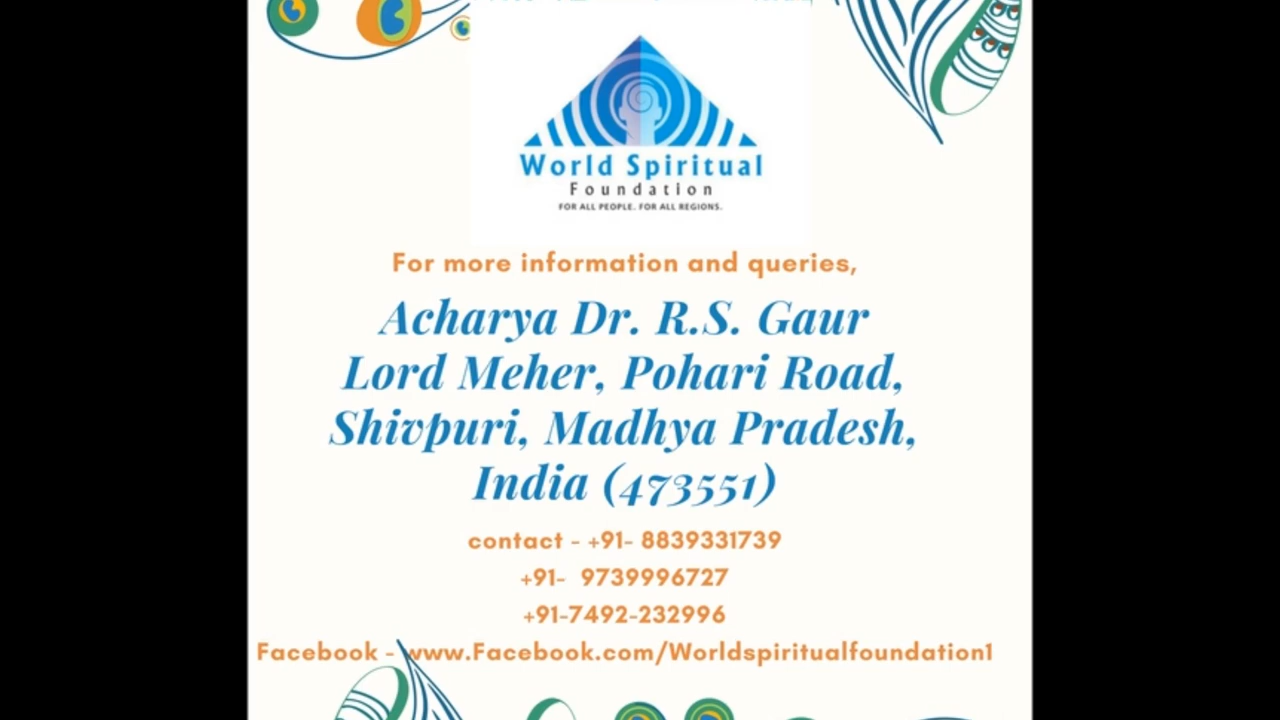 World Spiritual
Foundation
FOR ALL PEOPLE. FOR ALL REGIONS.
For more information and queries,
Acharya Dr. R.S. Gaur
Lord Meher, Pohari Road,
Shivpuri, Madhya Pradesh,
India (473551)
contact - +91- 8839331739
+91- 9739996727
+91-7492-232996
Facebook - www.Facebook.com/Worldspiritualfoundation1